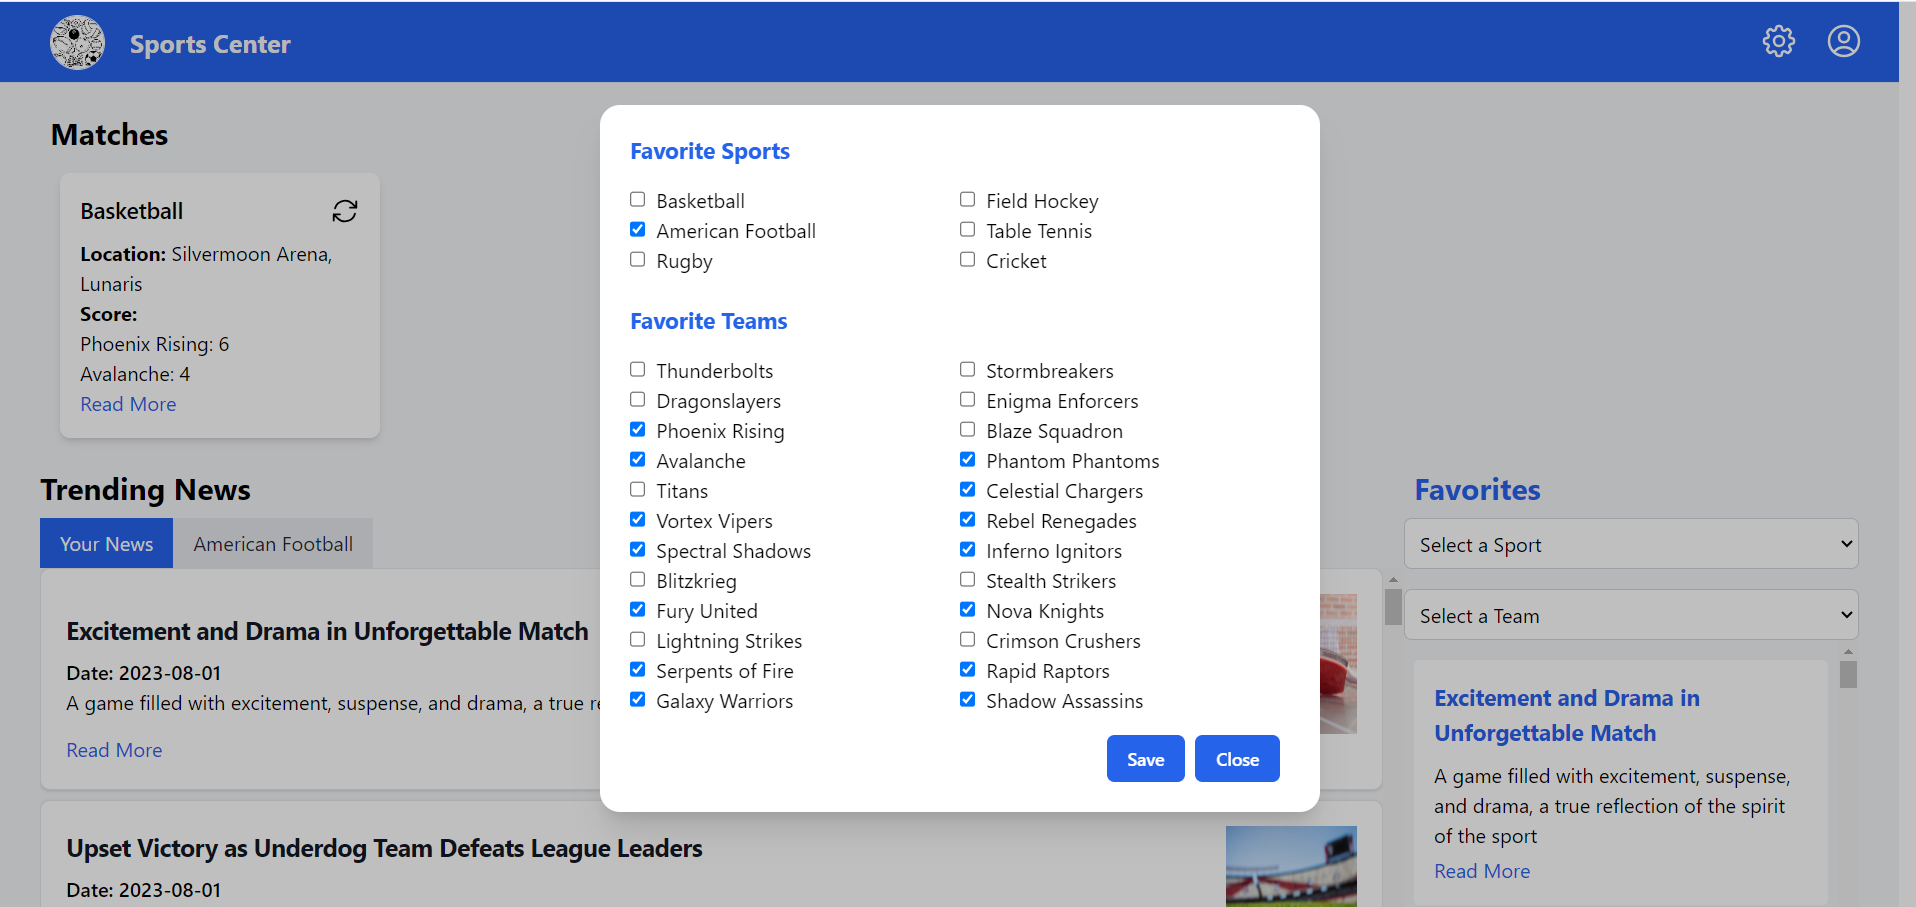 Sports Center
Matches
Basketball
Location: Silvermoon Arena,
Lunaris
Score:
Phoenix Rising: 6
Avalanche: 4
Read More
Favorite Sports
Basketball
American Football
Rugby
Field Hockey
Table Tennis
Cricket
Favorite Teams
Thunderbolts
Dragonslayers
Phoenix Rising
Avalanche
Titans
Vortex Vipers
Spectral Shadows
Blitzkrieg
Fury United
Lightning Strikes
Serpents of Fire
Galaxy Warriors
Stormbreakers
Enigma Enforcers
Blaze Squadron
Phantom Phantoms
Celestial Chargers
Rebel Renegades
Inferno Ignitors
Stealth Strikers
Nova Knights
Crimson Crushers
Rapid Raptors
Shadow Assassins
Save
Close
Trending News
Your News
American Football
Excitement and Drama in Unforgettable Match
Date: 2023-08-01
A game filled with excitement, suspense, and drama, a true
Read More
Upset Victory as Underdog Team Defeats League Leaders
Date: 2023-08-01
Favorites
Select a Sport
Select a Team
Excitement and Drama in
Unforgettable Match
A game filled with excitement, suspense,
and drama, a true reflection of the spirit
of the sport
Read More